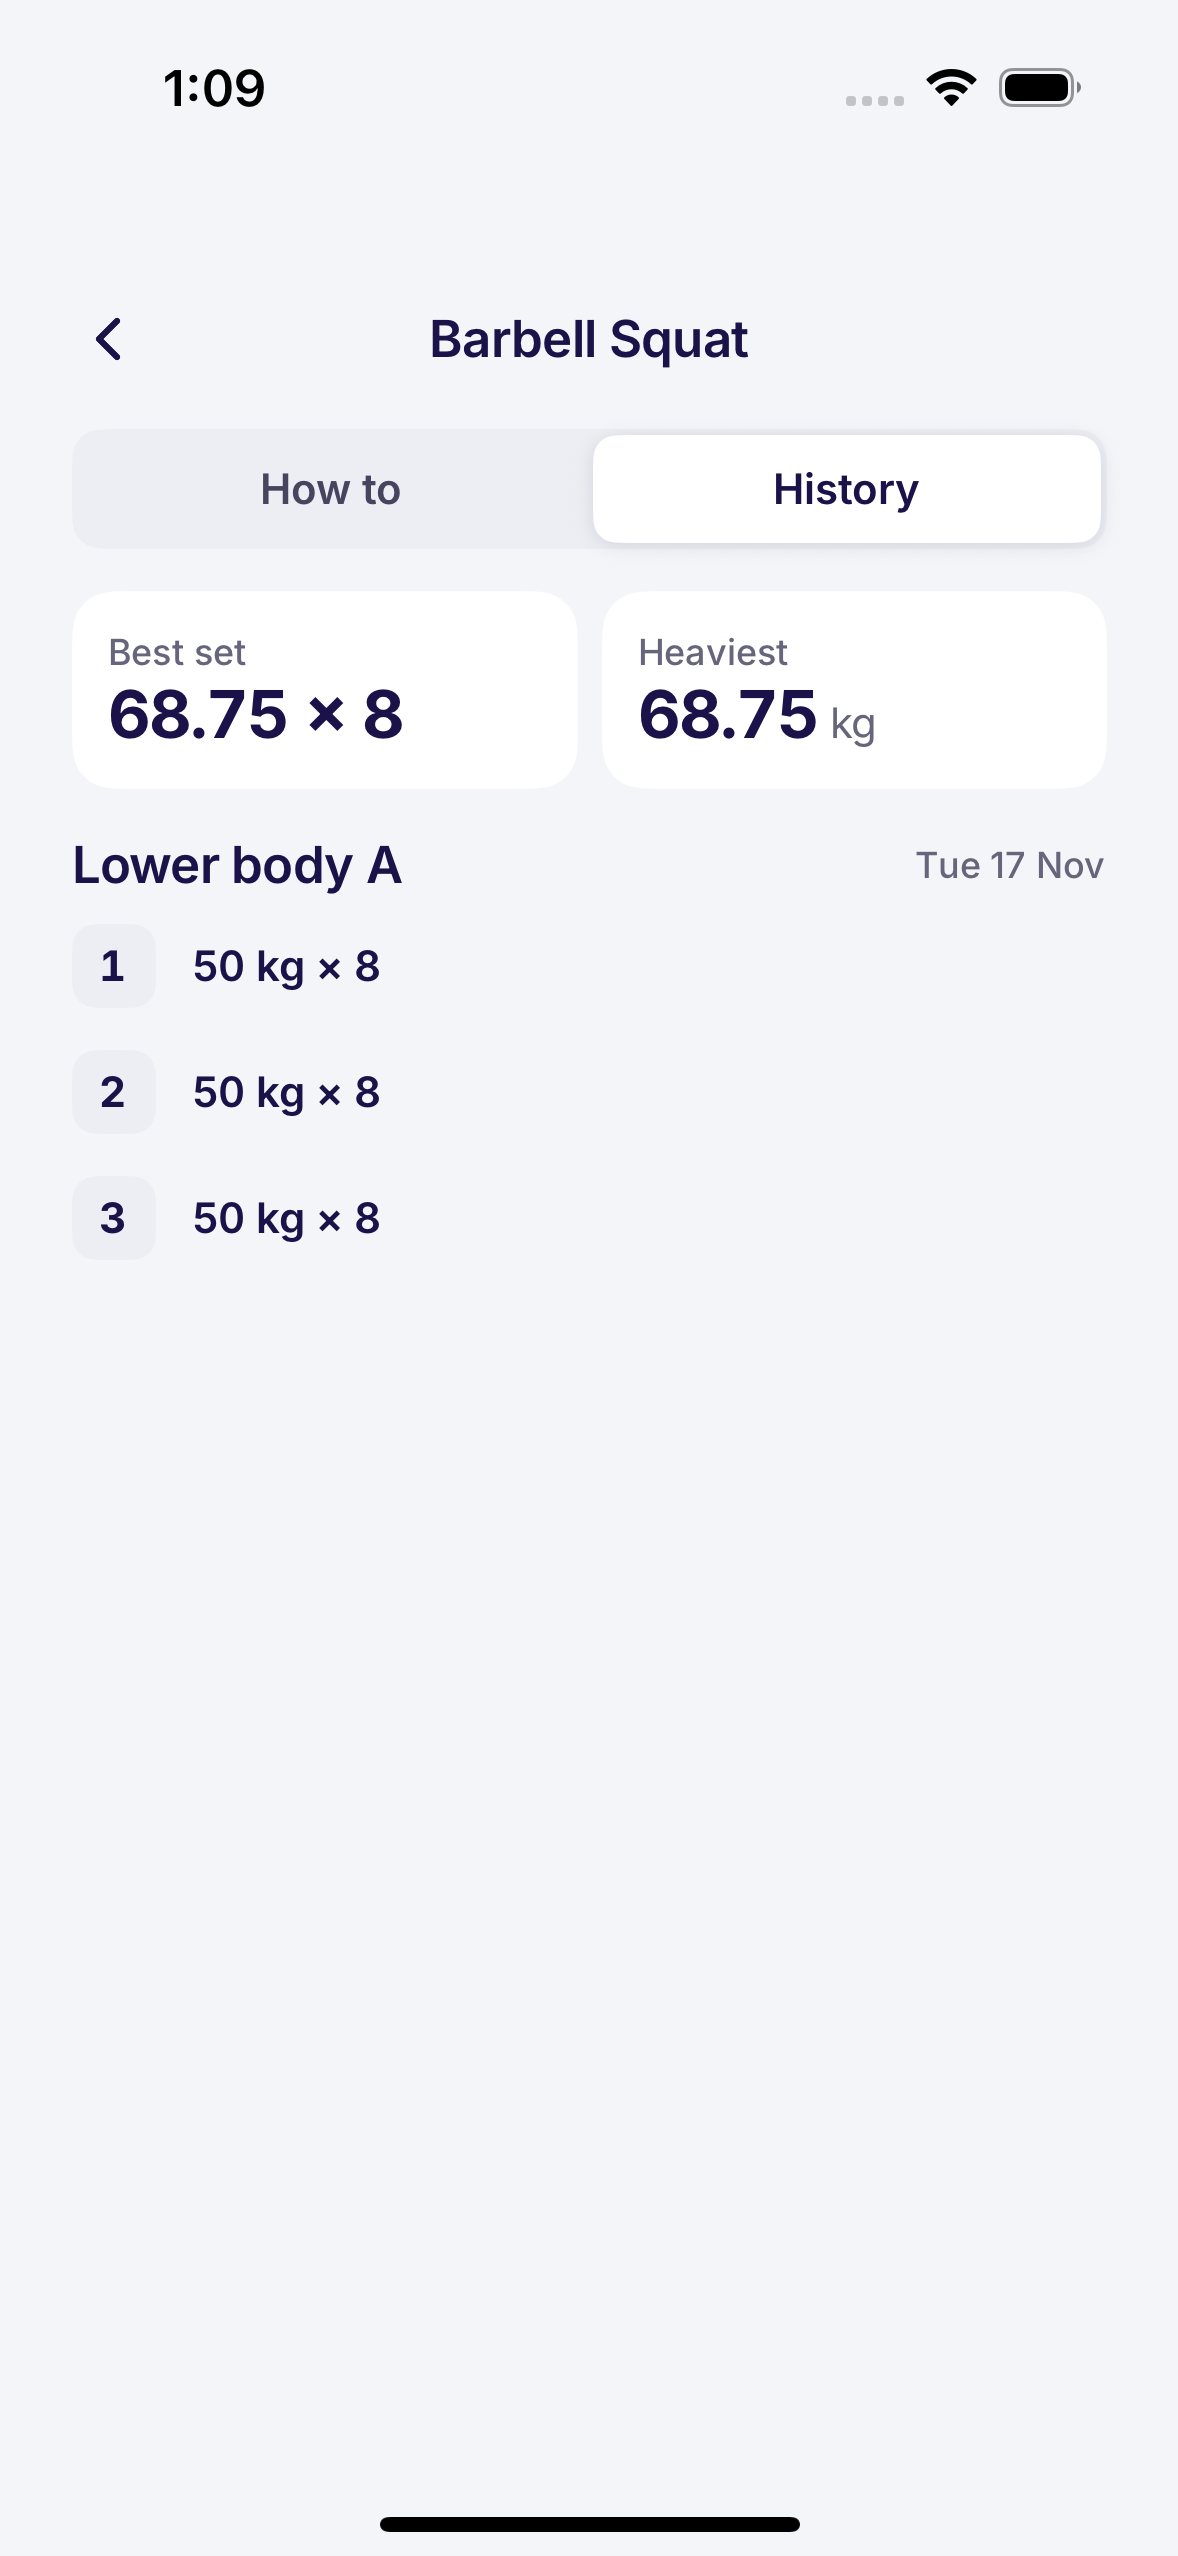 1:09
Barbell Squat
How to
History
Best set
68.75 × 8
Heaviest
68.75 kg
Lower body A
Tue 17 Nov
1
50 kg × 8
2
50 kg × 8
3
50 kg × 8